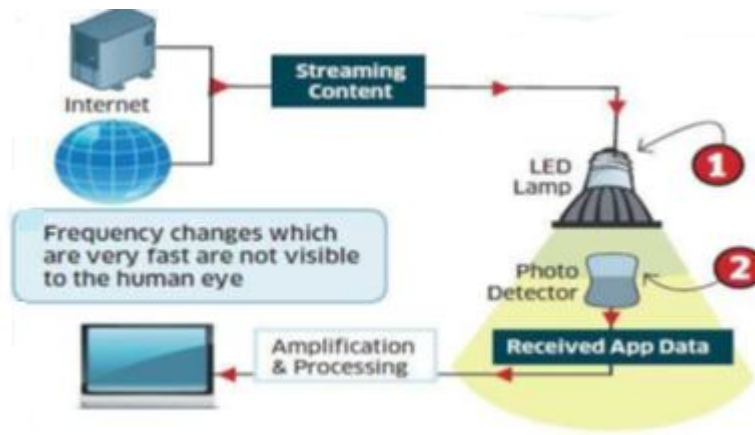 Internet
Streaming
Content
LED
Lamp
1
Frequency changes which
are very fast are not visible
to the human eye
Photo
Detector
2
Received App Data
Amplification
& Processing